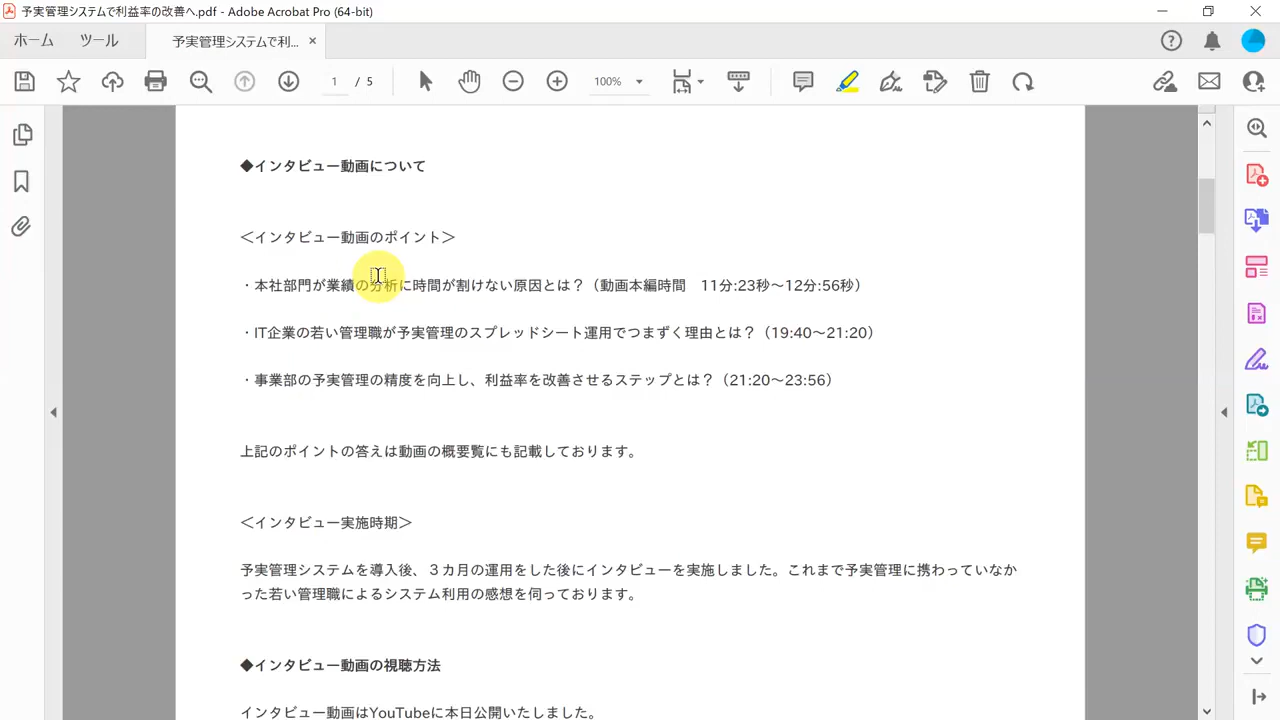 予実管理システムで利益率の改善へ.pdf - Adobe Acrobat Pro (64-bit)
ホーム ツール 予実管理システムで利... ×
1 / 5 100%
◆インタビュー動画について
＜インタビュー動画のポイント＞
・本社部門が業績の分析に時間が割けない原因とは？（動画本編時間　11分:23秒～12分:56秒）
・IT企業の若い管理職が予実管理のスプレッドシート運用でつまずく理由とは？（19:40～21:20）
・事業部の予実管理の精度を向上し、利益率を改善させるステップとは？（21:20～23:56）
上記のポイントの答えは動画の概要覧にも記載しております。
＜インタビュー実施時期＞
予実管理システムを導入後、３カ月の運用をした後にインタビューを実施しました。これまで予実管理に携わっていなか
った若い管理職によるシステム利用の感想を伺っております。
◆インタビュー動画の視聴方法
インタビュー動画はYouTubeに本日公開いたしました。